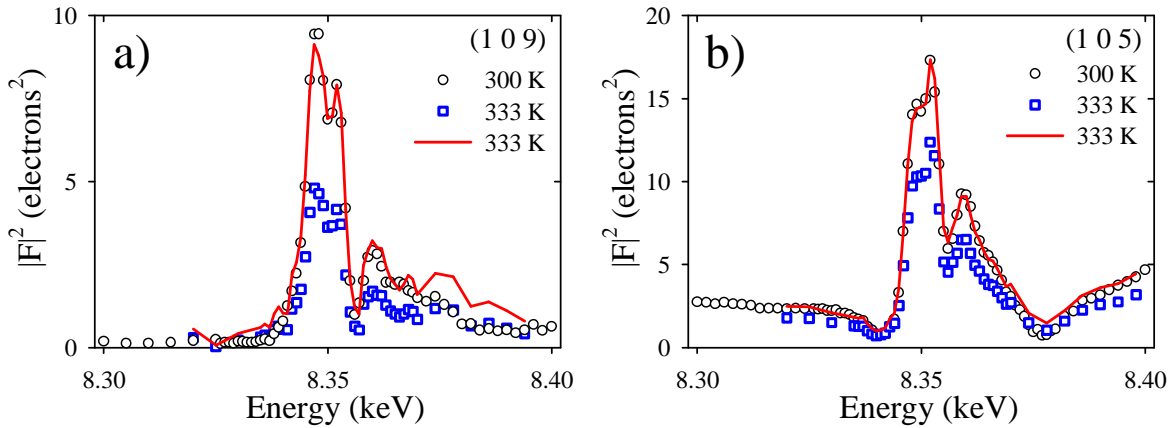 a)
(1 0 9)
300 K
333 K
333 K
10
5
0
8.30
8.35
8.40
Energy (keV)
|F|² (electrons²)
b)
(1 0 5)
300 K
333 K
333 K
20
15
10
5
0
8.30
8.35
8.40
Energy (keV)
|F|² (electrons²)